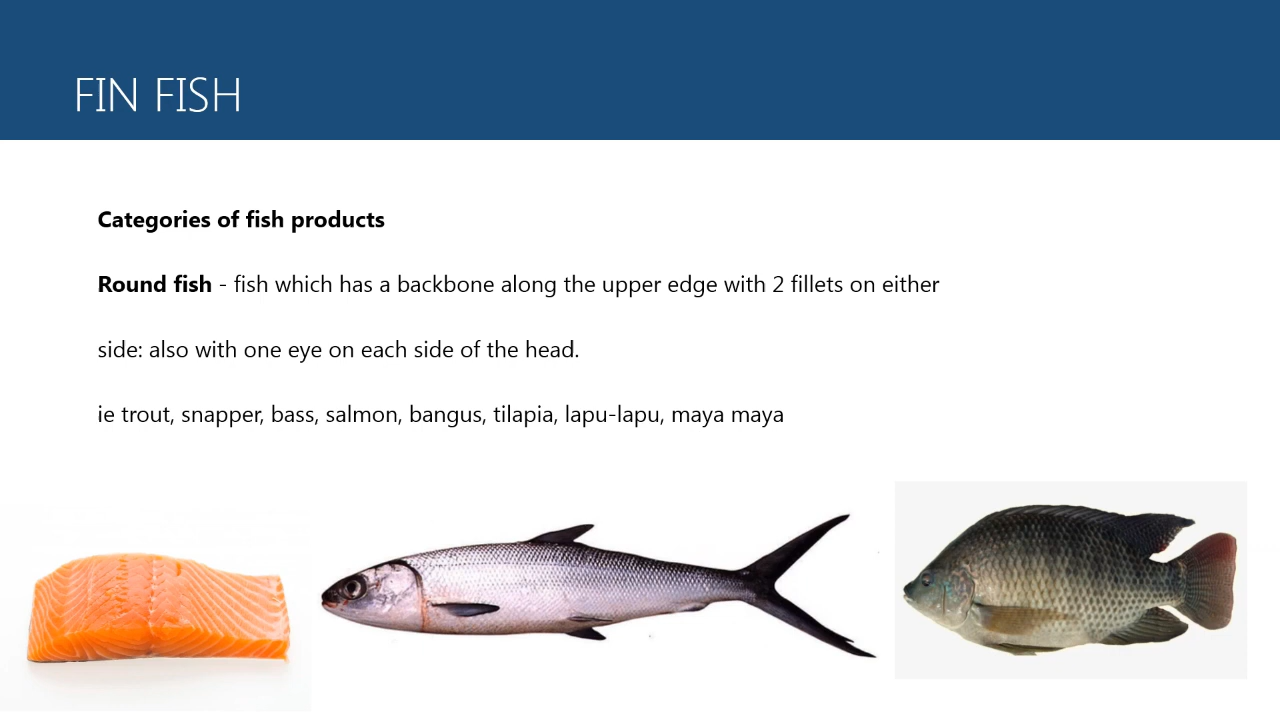 FIN FISH
Categories of fish products
Round fish - fish which has a backbone along the upper edge with 2 fillets on either
side: also with one eye on each side of the head.
ie trout, snapper, bass, salmon, bangus, tilapia, lapu-lapu, maya maya